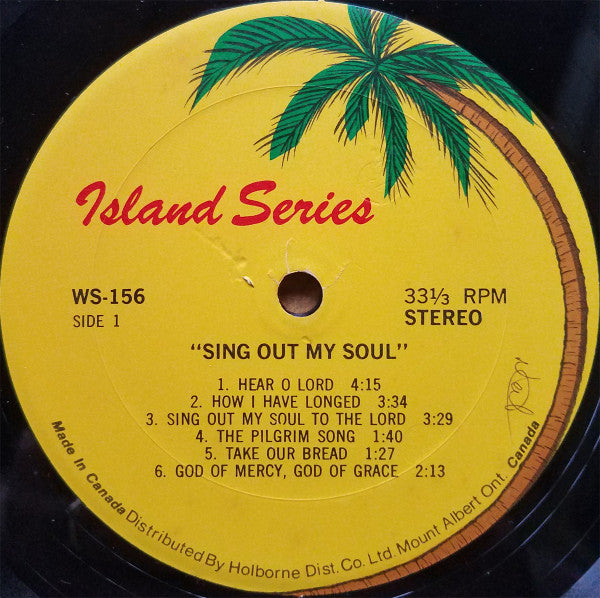 Island Series
WS-156
SIDE 1
33⅓ RPM
STEREO
"SING OUT MY SOUL"
1. HEAR O LORD 4:15
2. HOW I HAVE LONGED 3:34
3. SING OUT MY SOUL TO THE LORD 3:29
4. THE PILGRIM SONG 1:40
5. TAKE OUR BREAD 1:27
6. GOD OF MERCY, GOD OF GRACE 2:13
Made In Canada Distributed By Holborne Dist. Co. Ltd. Mount Albert Ont. Canada